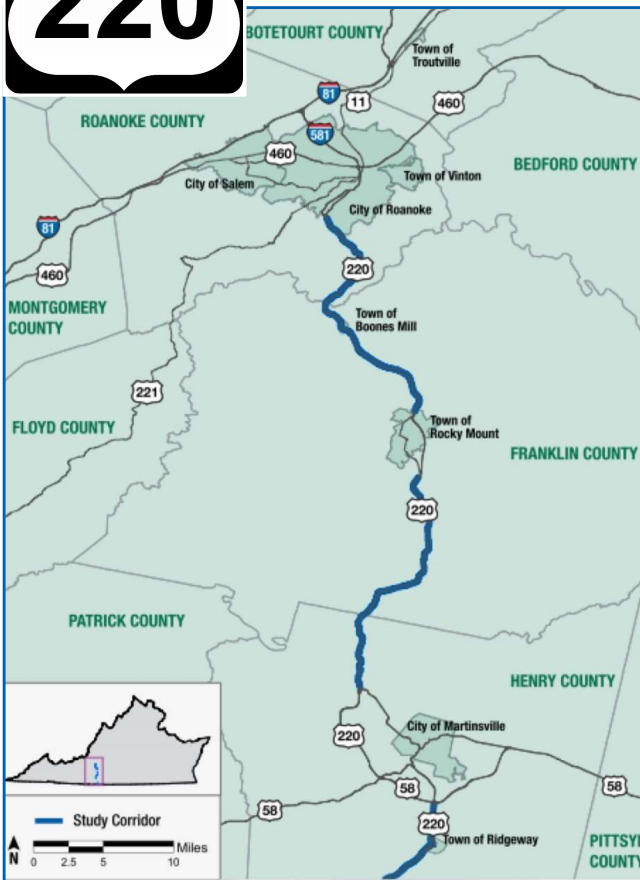 220
BOTETOURT COUNTY
Town of
Troutville
81
11
460
ROANOKE COUNTY
581
460
BEDFORD COUNTY
City of Salem
Town of Vinton
City of Roanoke
81
220
460
MONTGOMERY
COUNTY
Town of
Boones Mill
221
FLOYD COUNTY
Town of
Rocky Mount
FRANKLIN COUNTY
220
PATRICK COUNTY
HENRY COUNTY
City of Martinsville
220
58
58
58
220
Study Corridor
Town of Ridgeway
PITTSY
COUNTY
N
0 2.5 5 10 Miles